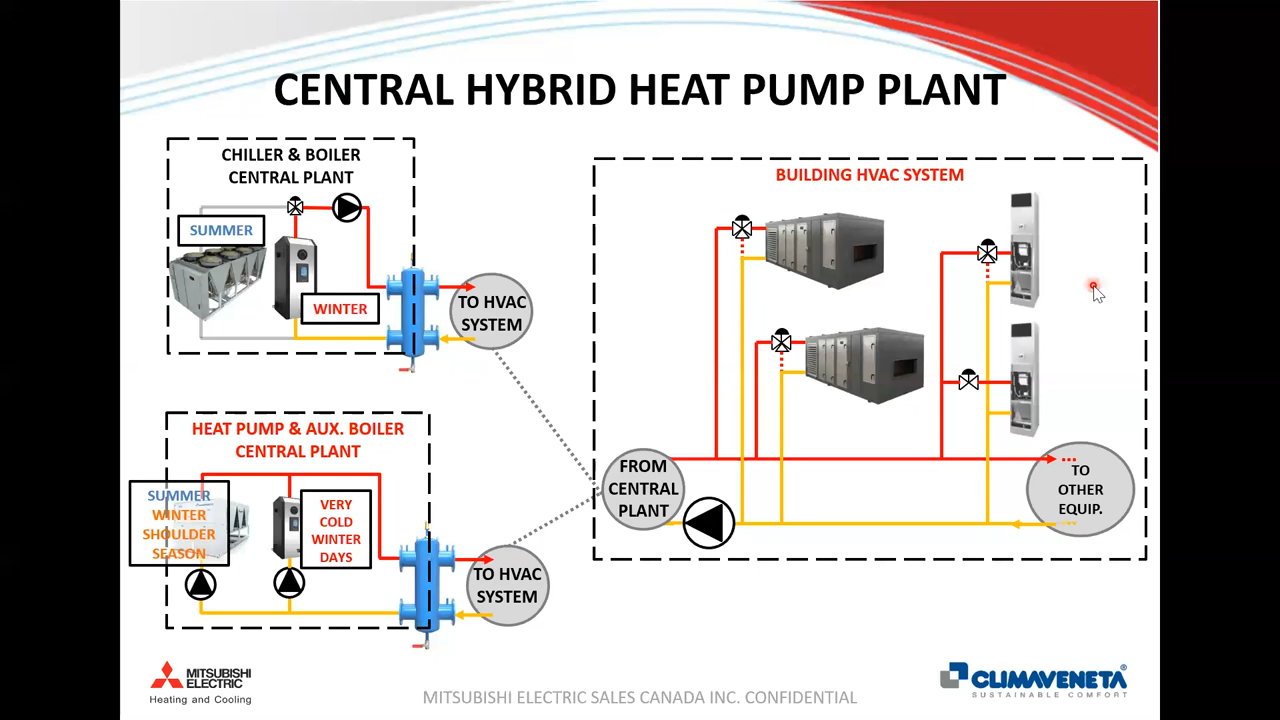 CENTRAL HYBRID HEAT PUMP PLANT
CHILLER & BOILER
CENTRAL PLANT
SUMMER
WINTER
TO HVAC
SYSTEM
HEAT PUMP & AUX. BOILER
CENTRAL PLANT
SUMMER
WINTER
SHOULDER
SEASON
VERY
COLD
WINTER
DAYS
TO HVAC
SYSTEM
BUILDING HVAC SYSTEM
FROM
CENTRAL
PLANT
TO
OTHER
EQUIP.
MITSUBISHI
ELECTRIC
Heating and Cooling
MITSUBISHI ELECTRIC SALES CANADA INC. CONFIDENTIAL
CLIMAVENETA®
SUSTAINABLE COMFORT